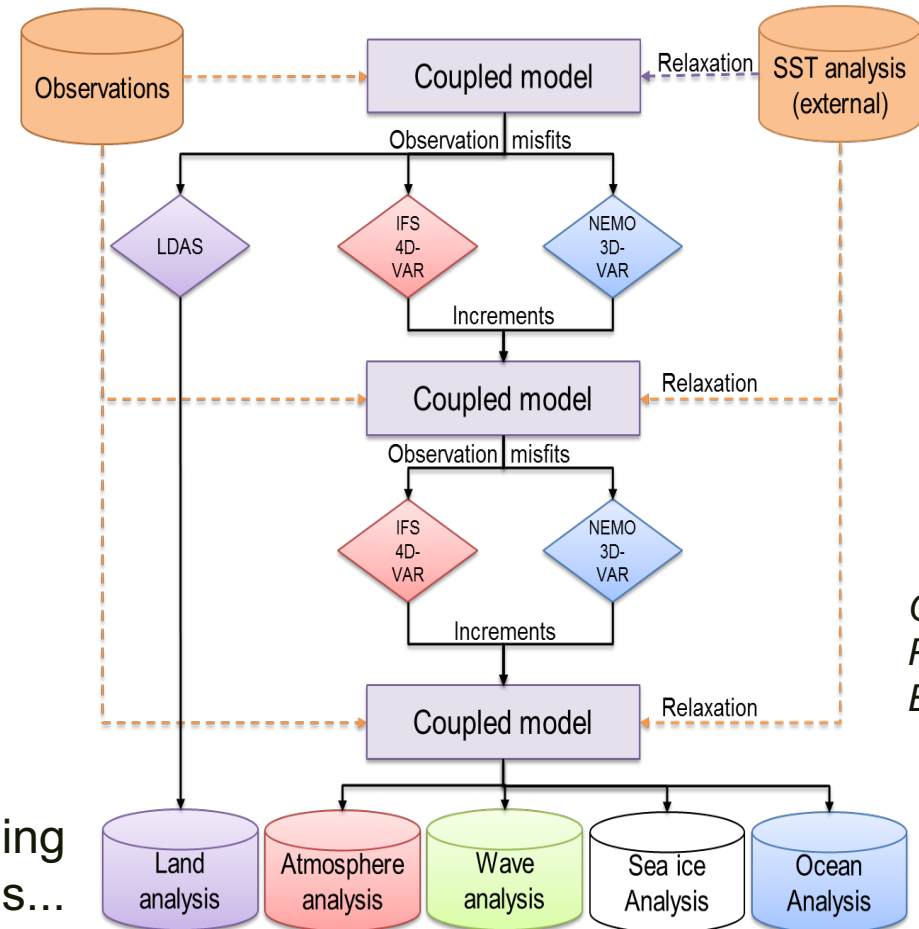 Observations
Coupled model
Relaxation
SST analysis
(external)
Observation misfits
LDAS
IFS
4D-
VAR
NEMO
3D-
VAR
Increments
Coupled model
Relaxation
Observation misfits
IFS
4D-
VAR
NEMO
3D-
VAR
Increments
Coupled model
Relaxation
ing
s...
Land
analysis
Atmosphere
analysis
Wave
analysis
Sea ice
Analysis
Ocean
Analysis